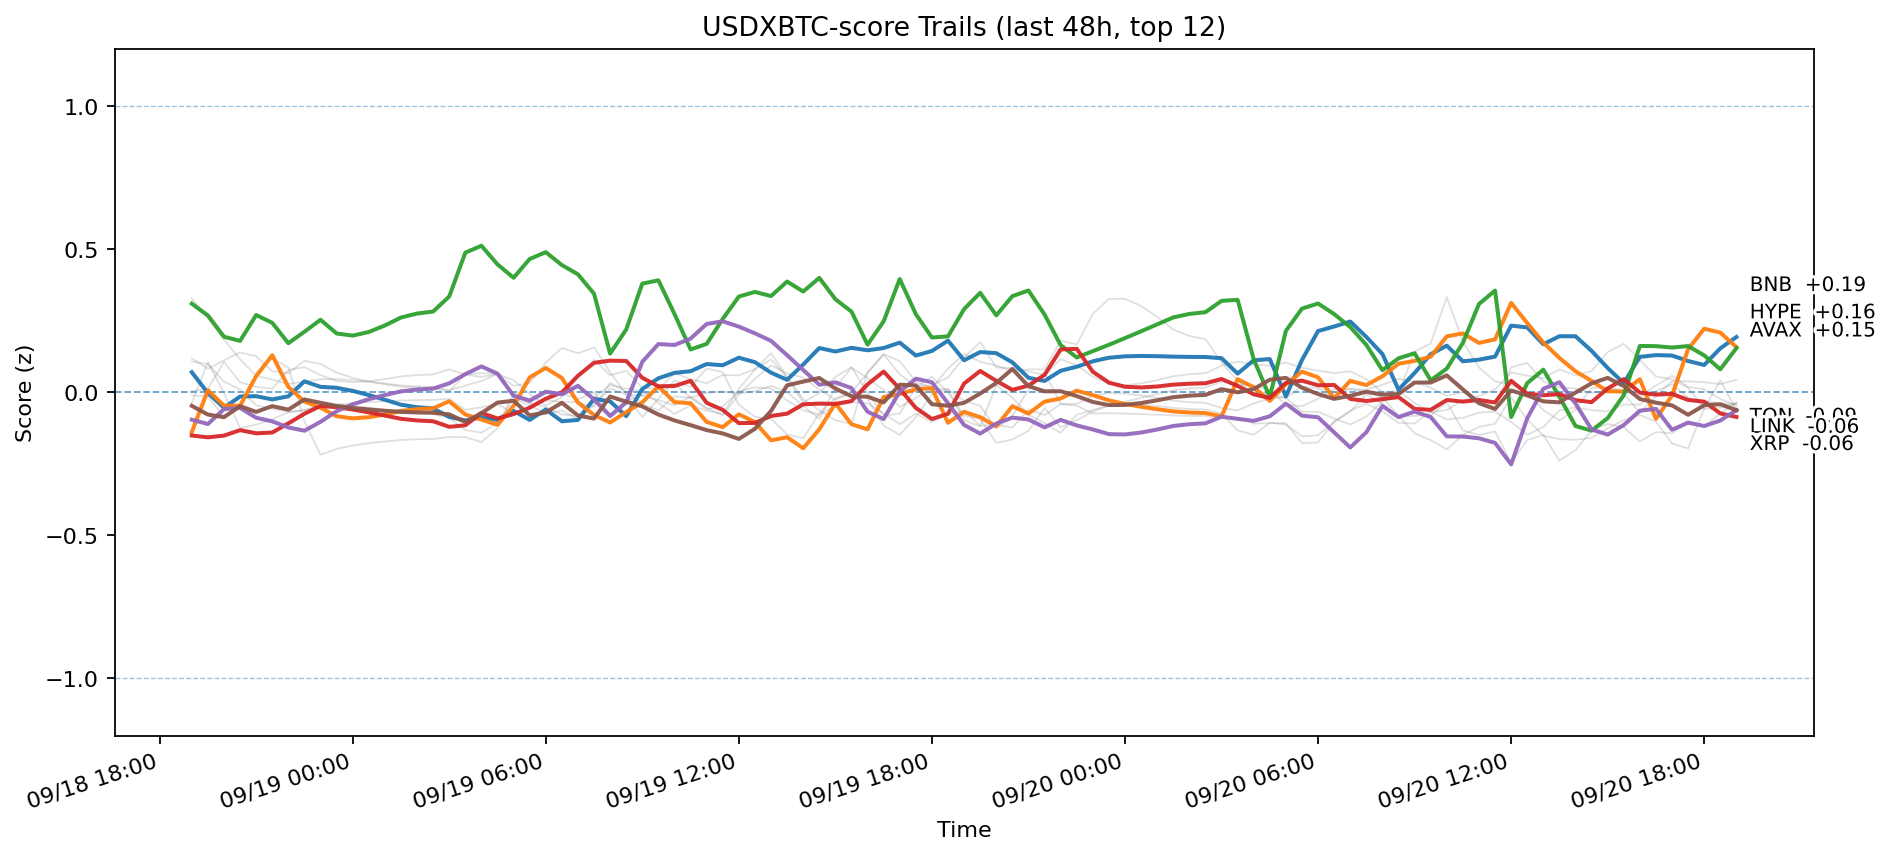 USDXBTC-score Trails (last 48h, top 12)
Score (z)
1.0
0.5
0.0
−0.5
−1.0
BNB +0.19
HYPE +0.16
AVAX +0.15
TON -0.09
LINK -0.06
XRP -0.06
09/18 18:00
09/19 00:00
09/19 06:00
09/19 12:00
09/19 18:00
09/20 00:00
09/20 06:00
09/20 12:00
09/20 18:00
Time